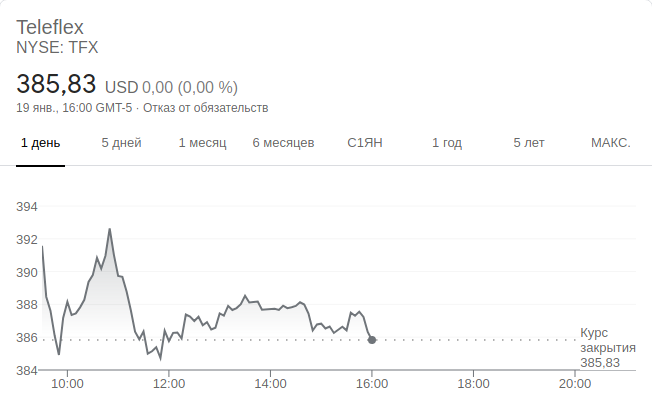 Teleflex
NYSE: TFX
385,83 USD 0,00 (0,00 %)
19 янв., 16:00 GMT-5 · Отказ от обязательств
1 день 5 дней 1 месяц 6 месяцев С1ЯН 1 год 5 лет МАКС.
394
392
390
388
386
384
Курс
закрытия
385,83
10:00 12:00 14:00 16:00 18:00 20:00